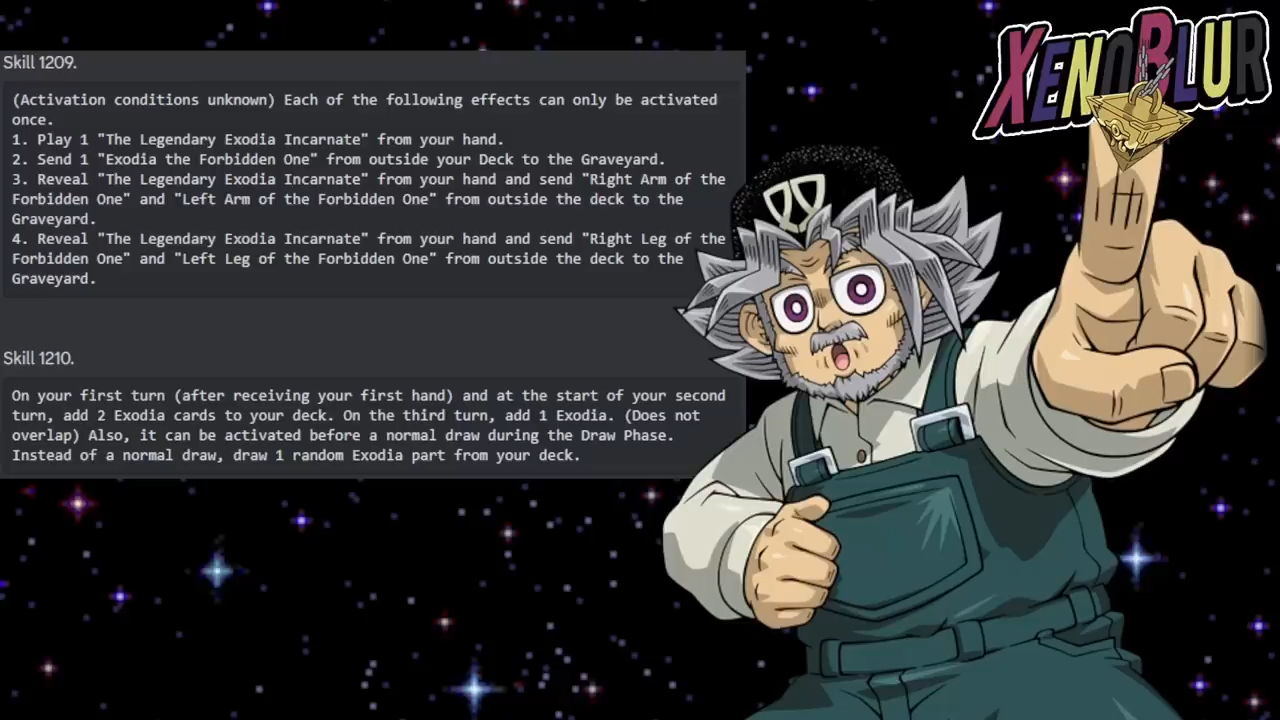 XENOBLUR
Skill 1209.
(Activation conditions unknown) Each of the following effects can only be activated
once.
1. Play 1 "The Legendary Exodia Incarnate" from your hand.
2. Send 1 "Exodia the Forbidden One" from outside your Deck to the Graveyard.
3. Reveal "The Legendary Exodia Incarnate" from your hand and send "Right Arm of the
Forbidden One" and "Left Arm of the Forbidden One" from outside the deck to the
Graveyard.
4. Reveal "The Legendary Exodia Incarnate" from your hand and send "Right Leg of the
Forbidden One" and "Left Leg of the Forbidden One" from outside the deck to the
Graveyard.
Skill 1210.
On your first turn (after receiving your first hand) and at the start of your second
turn, add 2 Exodia cards to your deck. On the third turn, add 1 Exodia. (Does not
overlap) Also, it can be activated before a normal draw during the Draw Phase.
Instead of a normal draw, draw 1 random Exodia part from your deck.